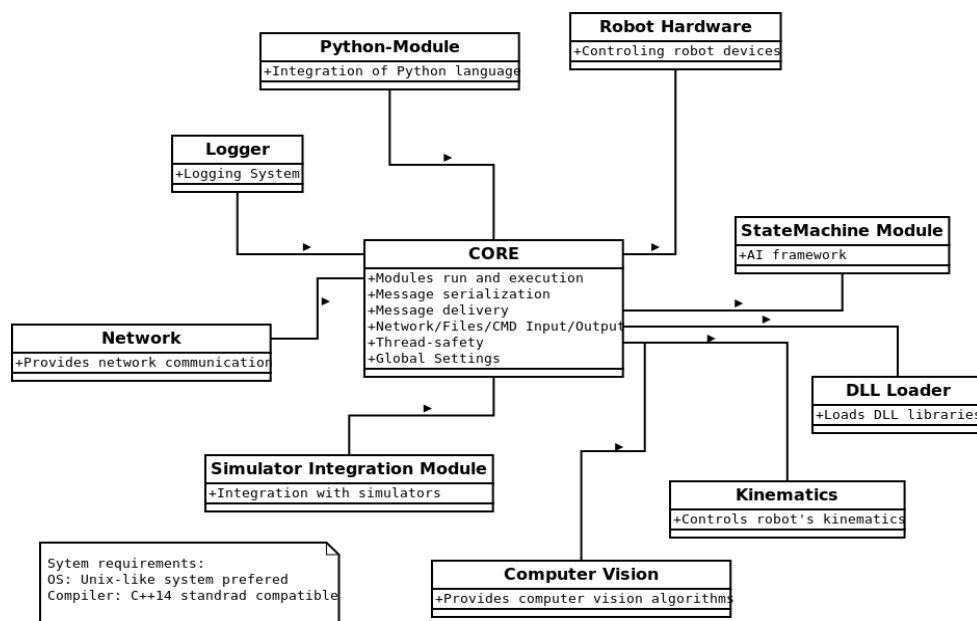 Robot Hardware
+Controling robot devices
Python-Module
+Integration of Python language
Logger
+Logging System
StateMachine Module
+AI framework
CORE
+Modules run and execution
+Message serialization
+Message delivery
+Network/Files/CMD Input/Output
+Thread-safety
+Global Settings
Network
+Provides network communication
DLL Loader
+Loads DLL libraries
Simulator Integration Module
+Integration with simulators
Kinematics
+Controls robot's kinematics
Computer Vision
+Provides computer vision algorithms
Sytem requirements:
OS: Unix-like system prefered
Compiler: C++14 standrad compatible